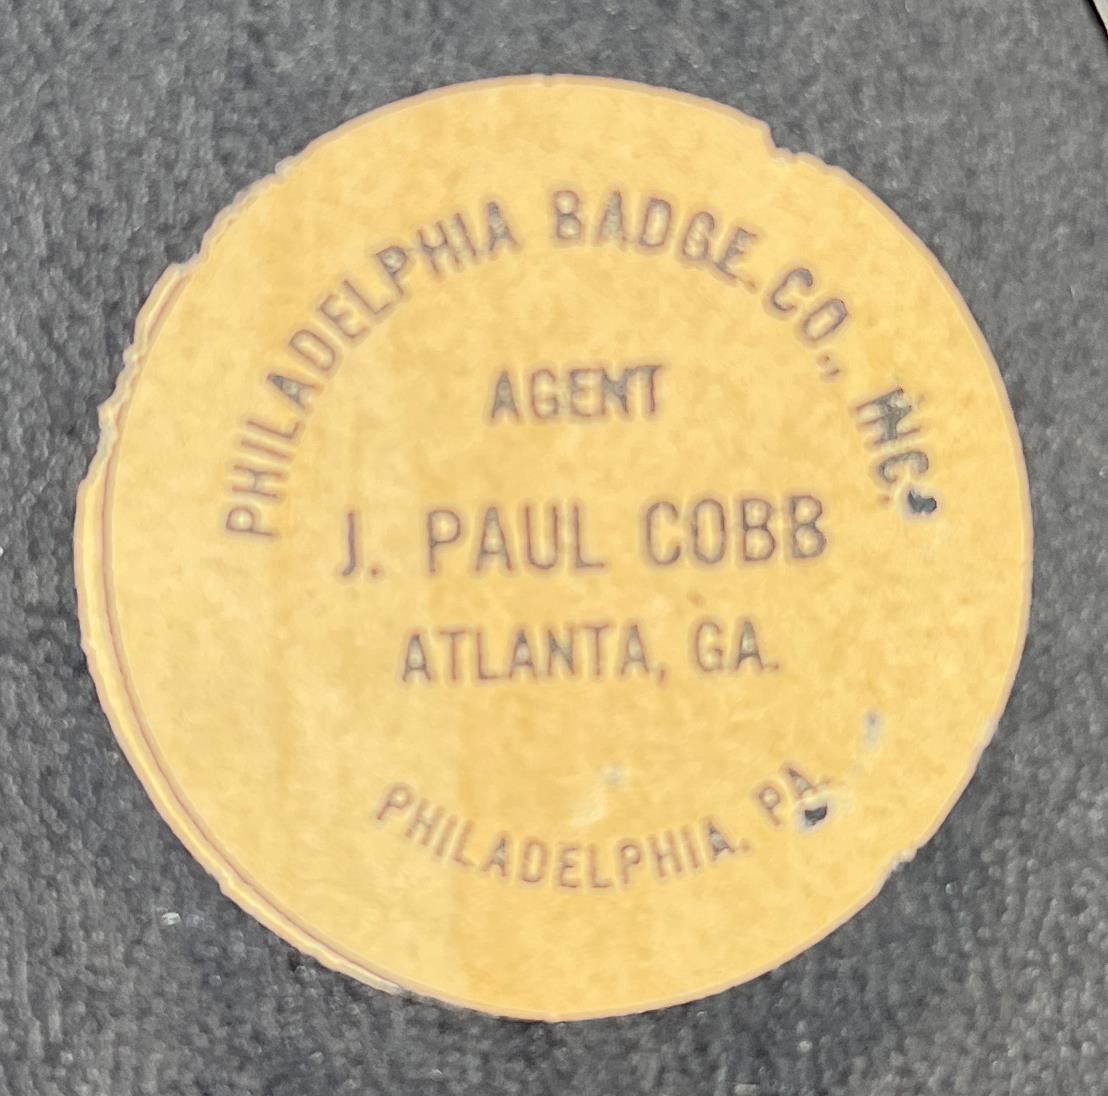 PHILADELPHIA BADGE CO., INC.
AGENT
J. PAUL COBB
ATLANTA, GA.
PHILADELPHIA, PA.